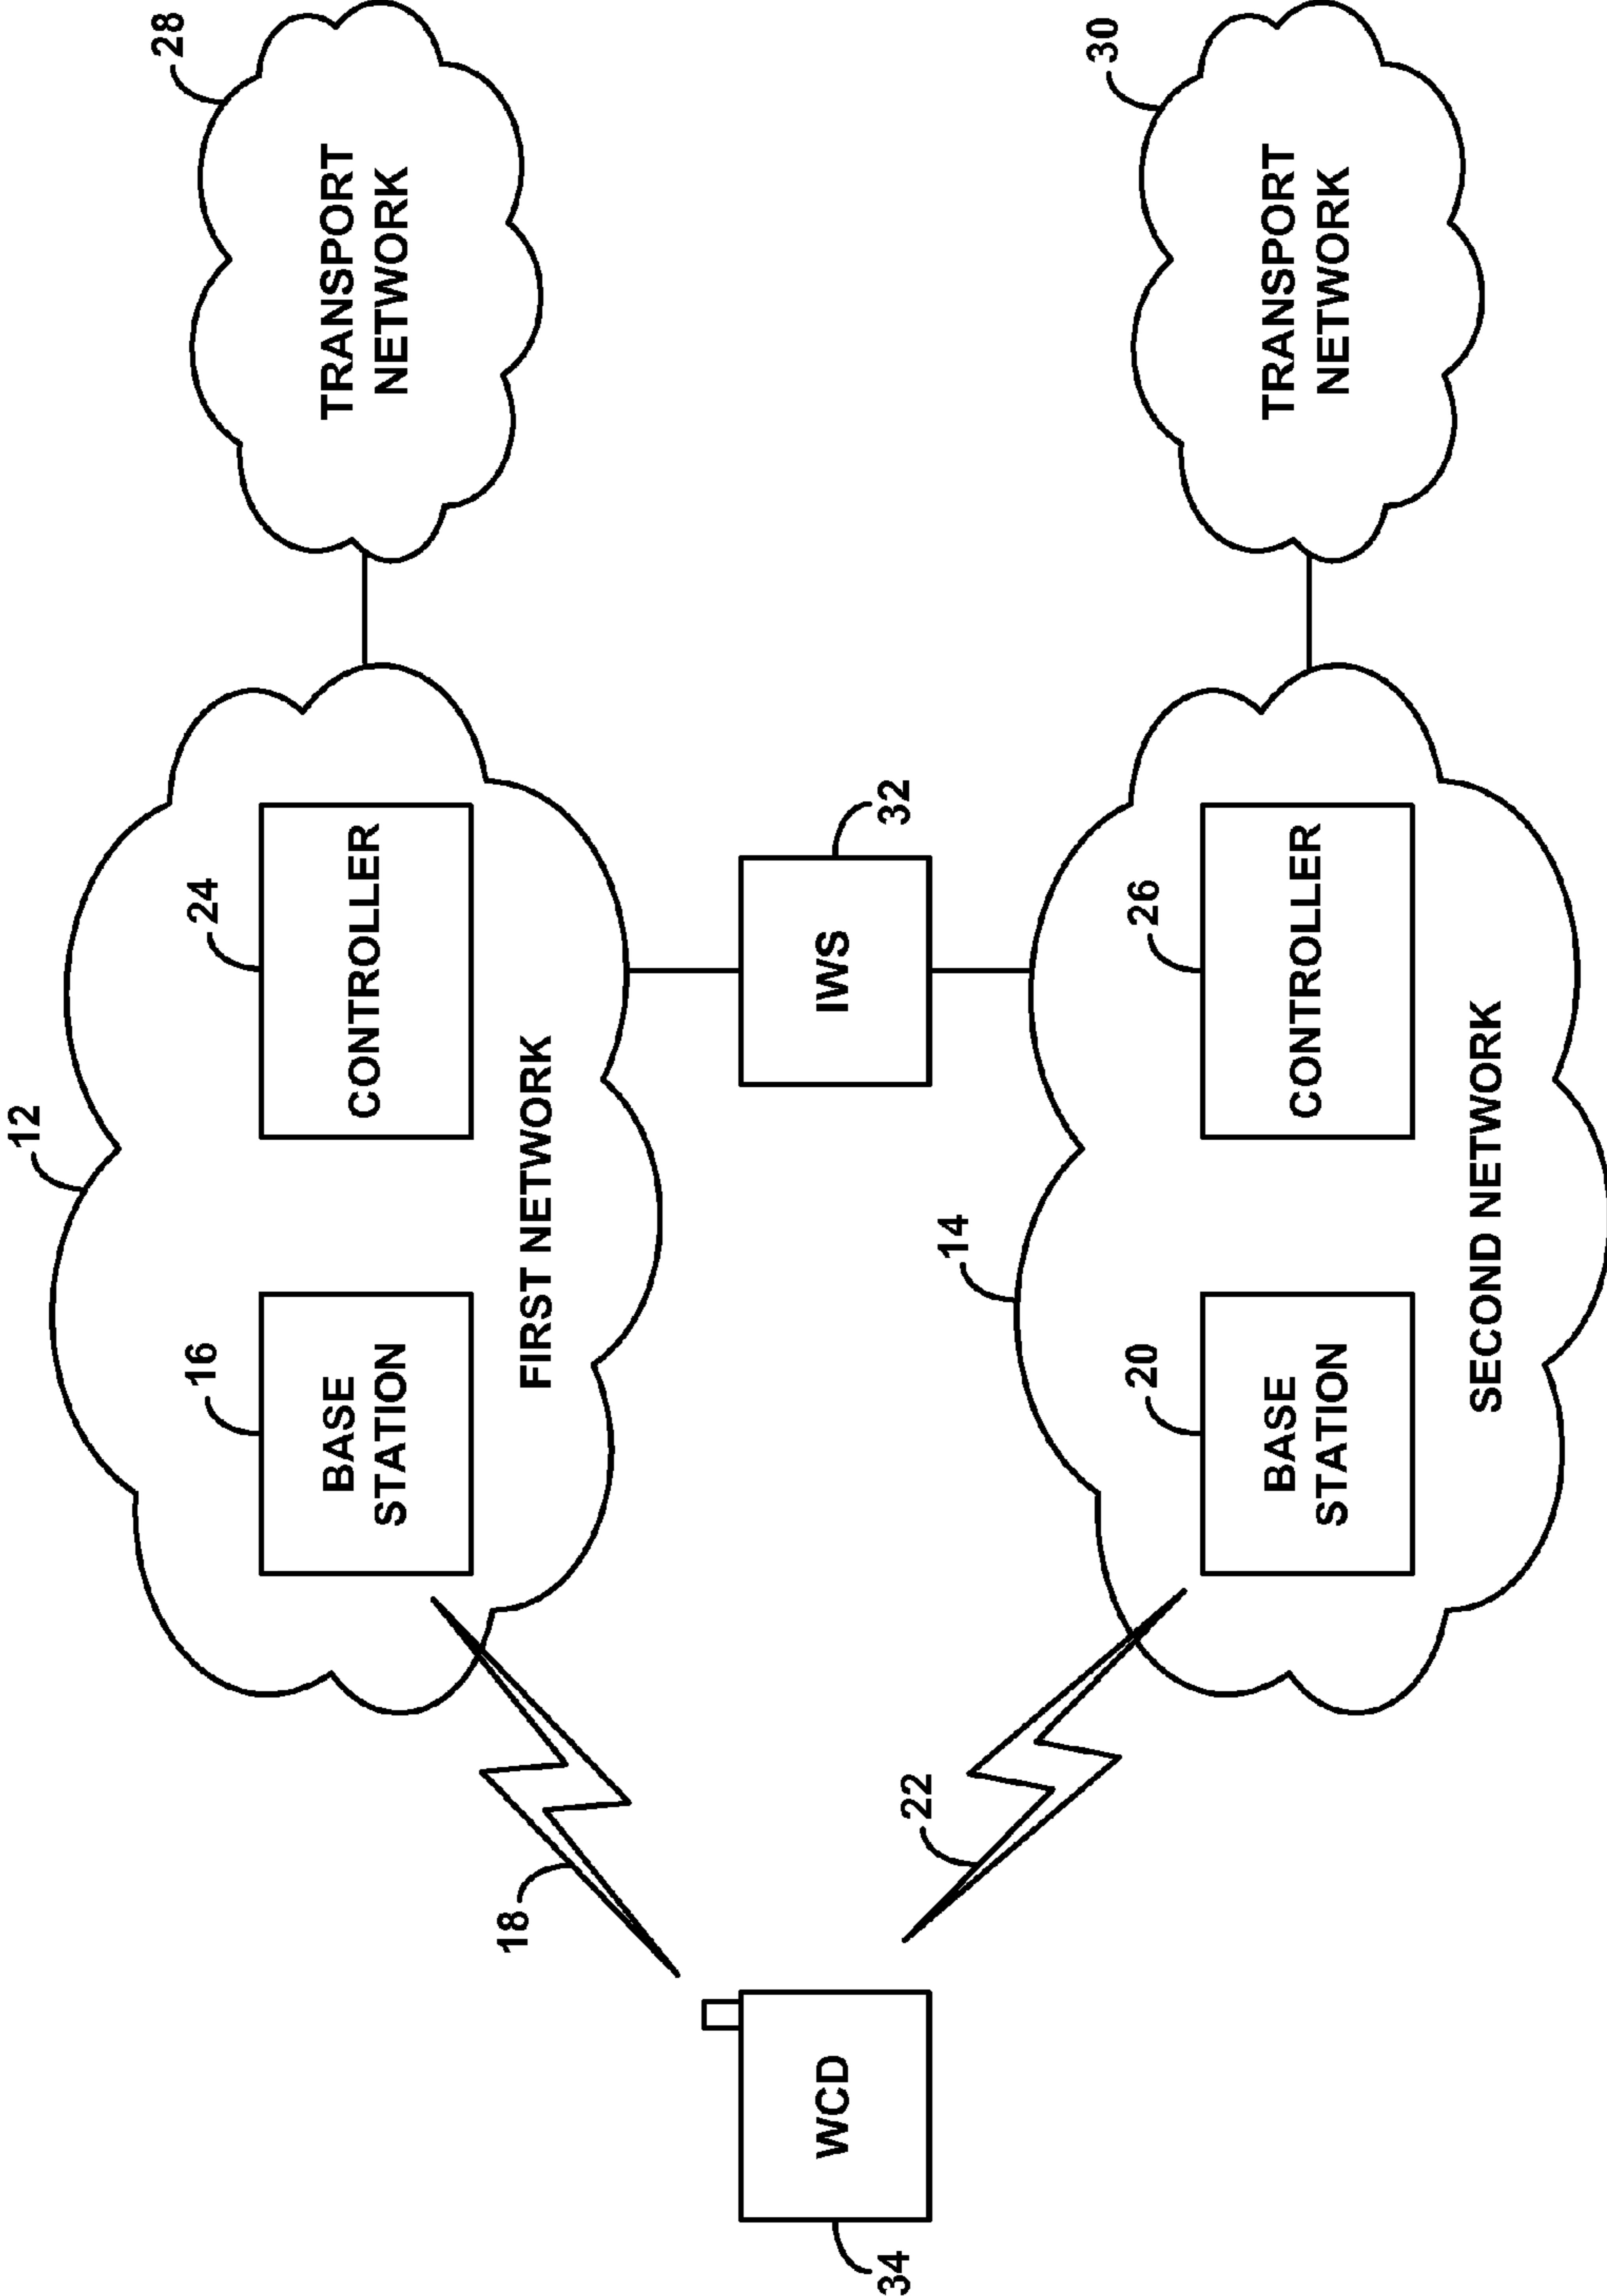 12
28
16
24
BASE
STATION
CONTROLLER
TRANSPORT
NETWORK
FIRST NETWORK
18
34
WCD
IWS
32
22
14
30
20
26
BASE
STATION
CONTROLLER
TRANSPORT
NETWORK
SECOND NETWORK